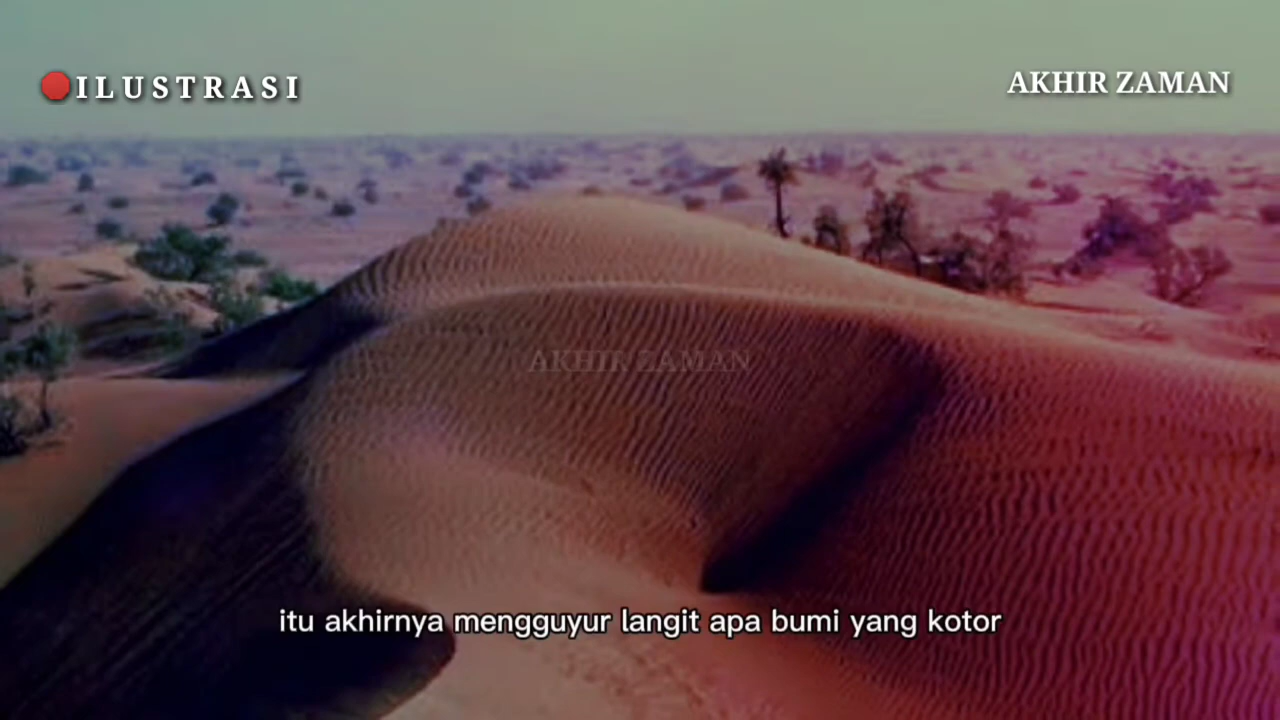 ILUSTRASI
AKHIR ZAMAN
AKHIR ZAMAN
itu akhirnya mengguyur langit apa bumi yang kotor